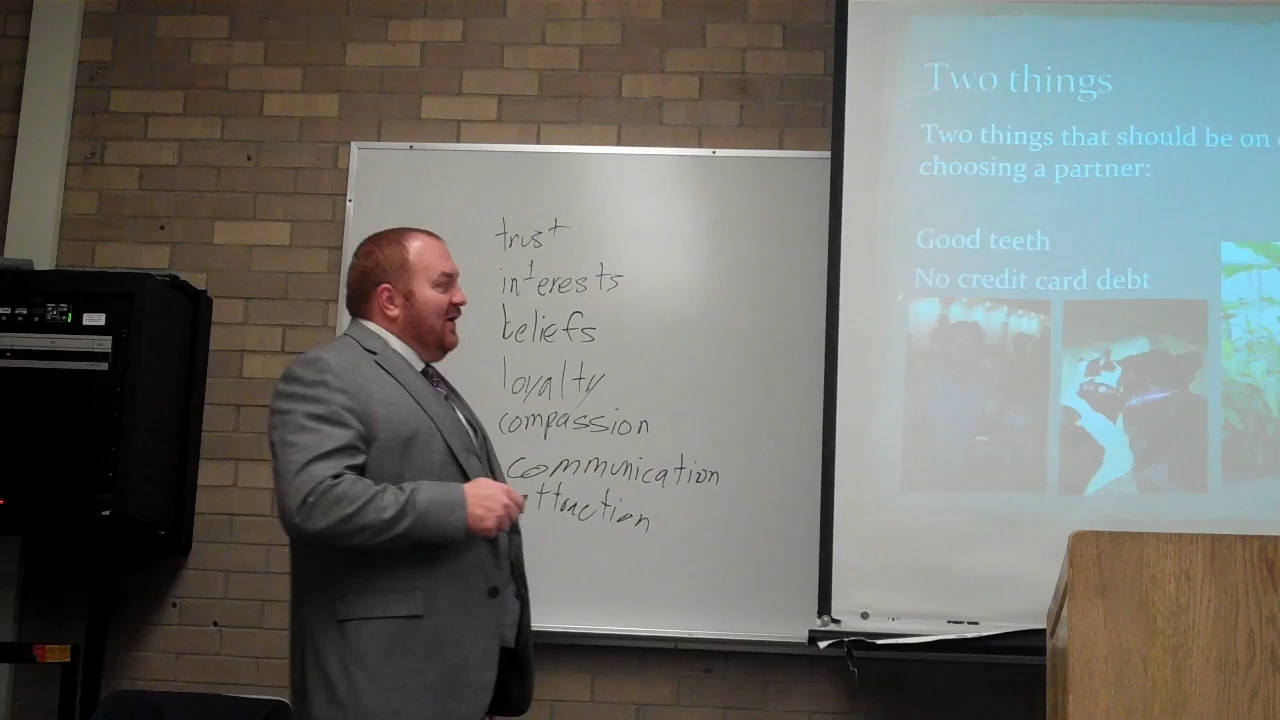 trust
interests
beliefs
loyalty
compassion
communication
attraction
Two things
Two things that should be on
choosing a partner:
Good teeth
No credit card debt